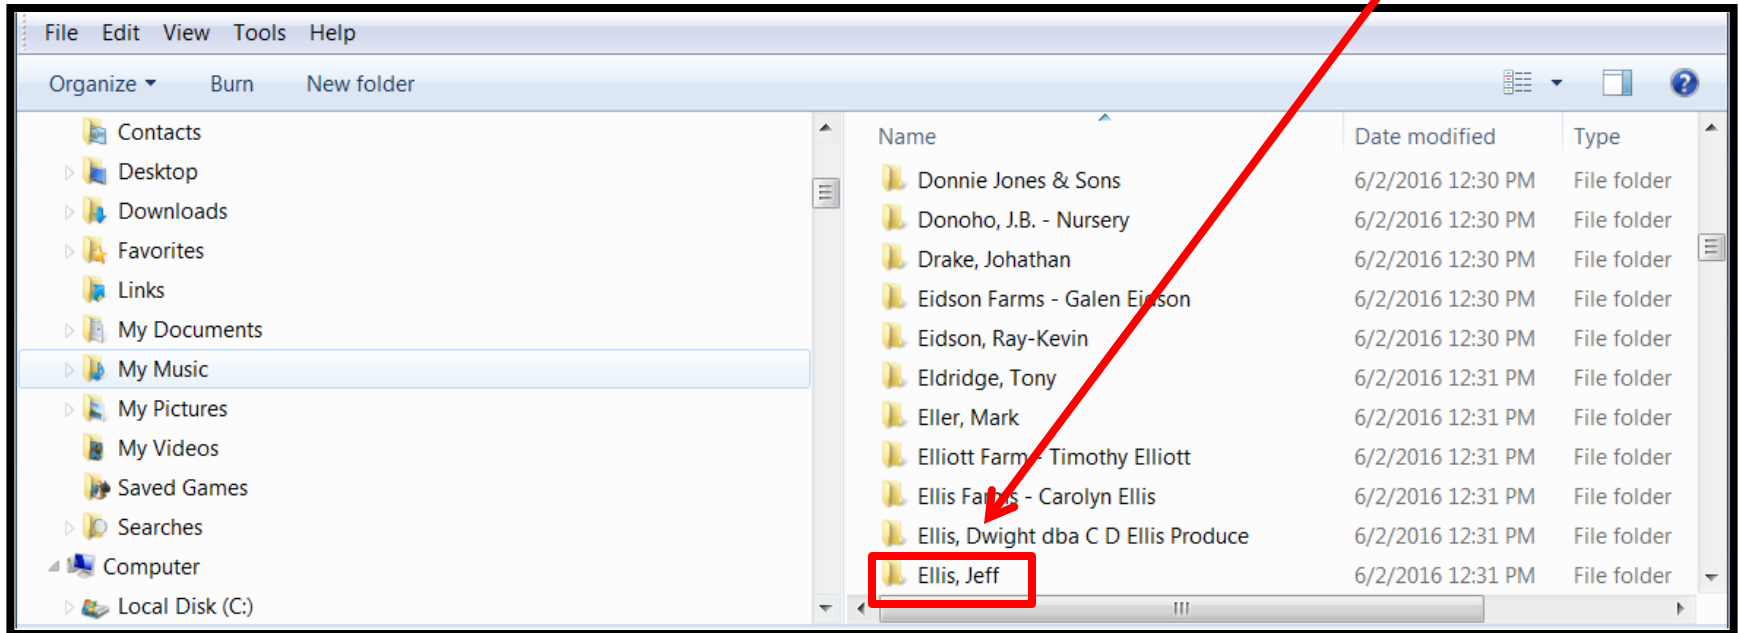 File Edit View Tools Help
Organize Burn New folder
Contacts
Desktop
Downloads
Favorites
Links
My Documents
My Music
My Pictures
My Videos
Saved Games
Searches
Computer
Local Disk (C:)
Name Date modified Type
Donnie Jones & Sons 6/2/2016 12:30 PM File folder
Donoho, J.B. - Nursery 6/2/2016 12:30 PM File folder
Drake, Johathan 6/2/2016 12:30 PM File folder
Eidson Farms - Galen Eidson 6/2/2016 12:30 PM File folder
Eidson, Ray-Kevin 6/2/2016 12:30 PM File folder
Eldridge, Tony 6/2/2016 12:31 PM File folder
Eller, Mark 6/2/2016 12:31 PM File folder
Elliott Farm - Timothy Elliott 6/2/2016 12:31 PM File folder
Ellis Farms - Carolyn Ellis 6/2/2016 12:31 PM File folder
Ellis, Dwight dba C D Ellis Produce 6/2/2016 12:31 PM File folder
Ellis, Jeff 6/2/2016 12:31 PM File folder